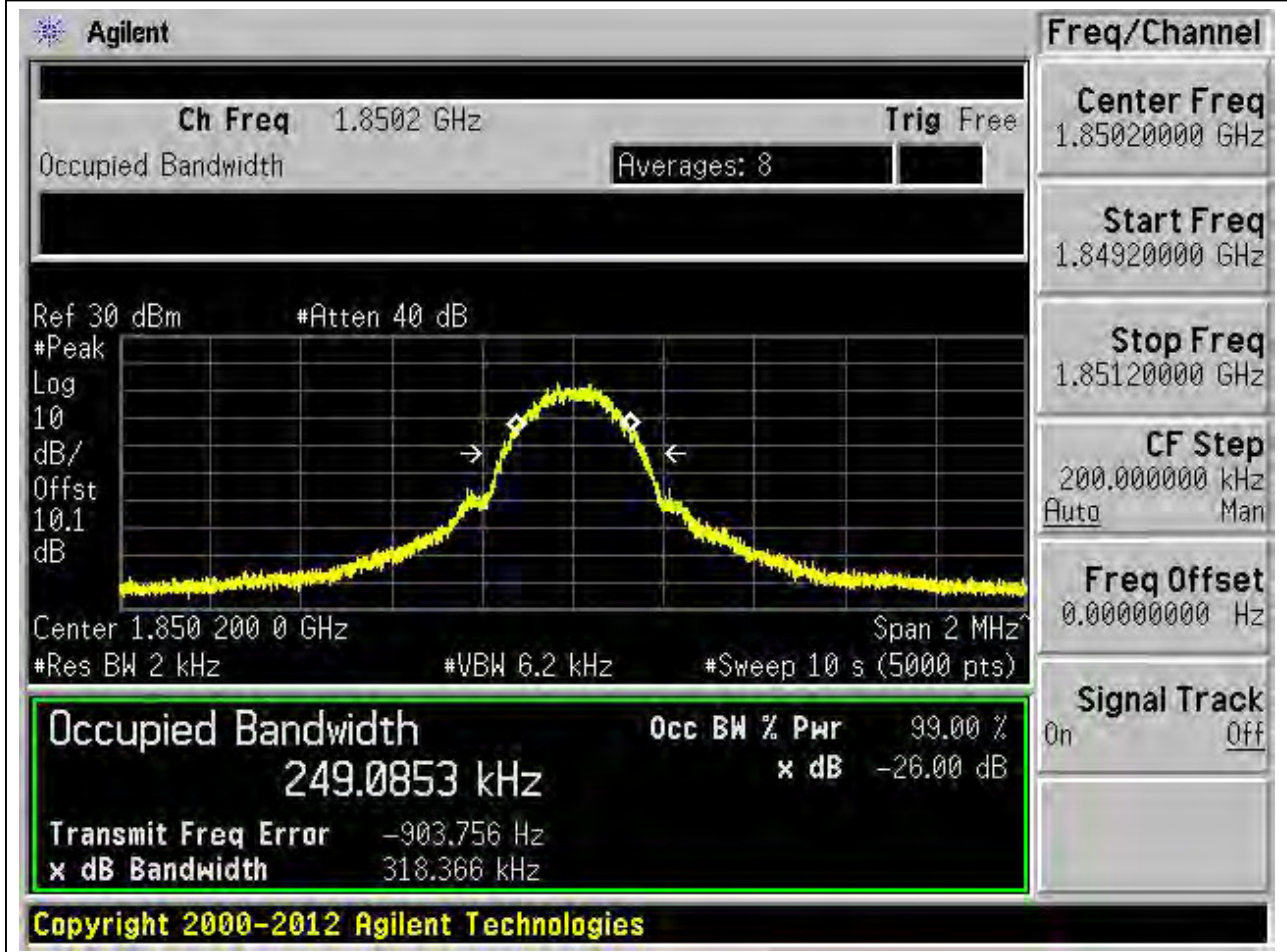 Agilent
Freq/Channel
Ch Freq 1.8502 GHz Trig Free
Occupied Bandwidth Averages: 8
Center Freq
1.85020000 GHz
Start Freq
1.84920000 GHz
Stop Freq
1.85120000 GHz
CF Step
200.000000 kHz
Auto Man
Freq Offset
0.00000000 Hz
Signal Track
On Off
Ref 30 dBm #Atten 40 dB
#Peak
Log
10
dB/
Offst
10.1
dB
Center 1.850 200 0 GHz Span 2 MHz^
#Res BW 2 kHz #VBW 6.2 kHz #Sweep 10 s (5000 pts)
Occupied Bandwidth
249.0853 kHz
Occ BW % Pwr 99.00 %
x dB -26.00 dB
Transmit Freq Error -903.756 Hz
x dB Bandwidth 318.366 kHz
Copyright 2000-2012 Agilent Technologies